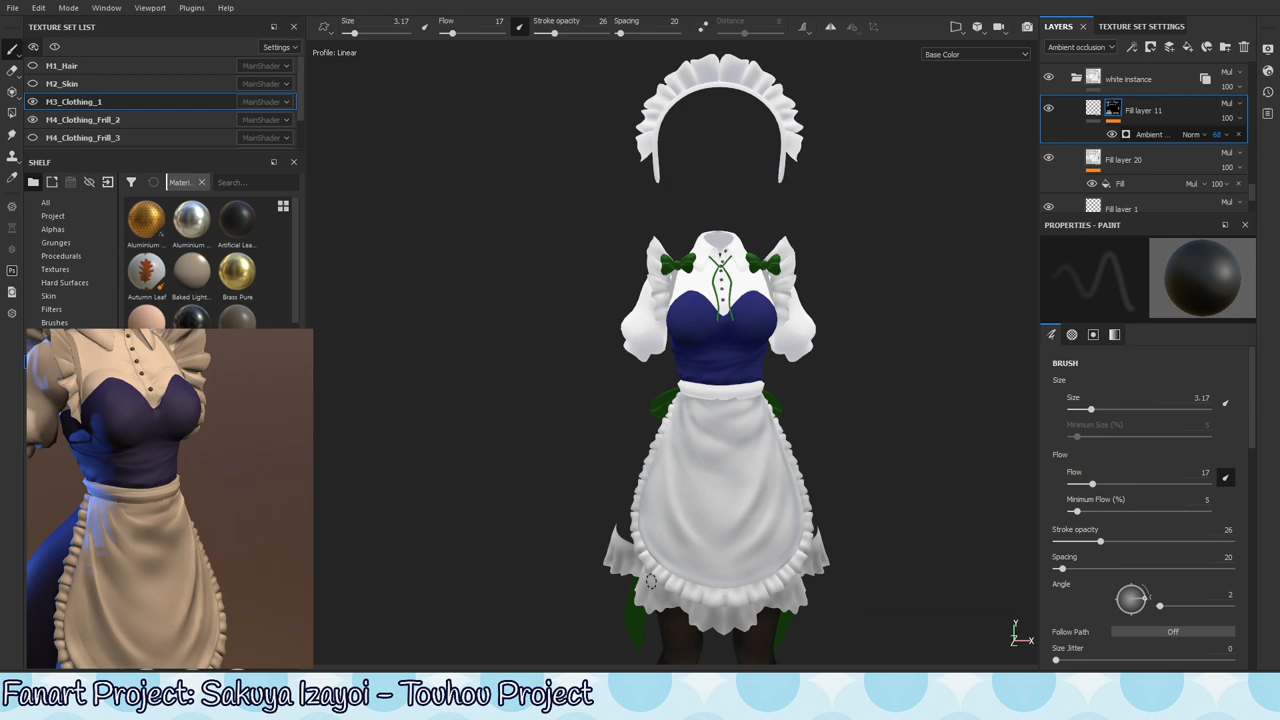 File Edit Mode Window Viewport Plugins Help
TEXTURE SET LIST
Size 3.17 Flow 17 Stroke opacity 26 Spacing 20 Distance 8
LAYERS TEXTURE SET SETTINGS
Settings
Profile: Linear
Base Color
Ambient occlusion
M1_Hair MainShader
M2_Skin MainShader
M3_Clothing_1 MainShader
M4_Clothing_Frill_2 MainShader
M4_Clothing_Frill_3 MainShader
white instance Mul 100
Fill layer 11 Mul 100
Ambient ... Norm 68
Fill layer 20 Mul 100
Fill Mul 100
Fill layer 1 Mul
SHELF
Materi... Search...
All
Project
Alphas
Grunges
Procedurals
Textures
Hard Surfaces
Skin
Filters
Brushes
Aluminium ... Aluminium ... Artificial Lea...
Autumn Leaf Baked Light... Brass Pure
PROPERTIES - PAINT
BRUSH
Size
Size 3.17
Minimum Size (%) 5
Flow
Flow 17
Minimum Flow (%) 5
Stroke opacity 26
Spacing 20
Angle 2
Follow Path Off
Size Jitter 0
Y
Z X
Ps
Fanart Project: Sakuya Izayoi - Touhou Project